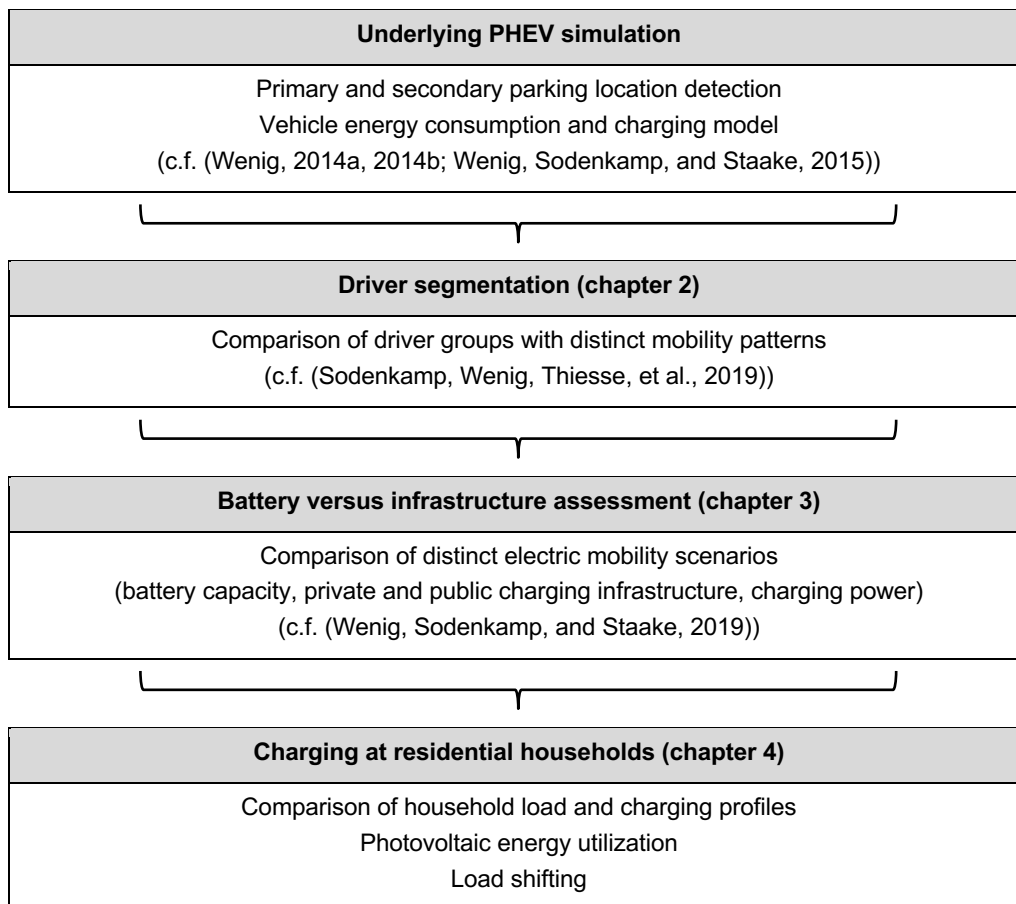 Underlying PHEV simulation
Primary and secondary parking location detection
Vehicle energy consumption and charging model
(c.f. (Wenig, 2014a, 2014b; Wenig, Sodenkamp, and Staake, 2015))
Driver segmentation (chapter 2)
Comparison of driver groups with distinct mobility patterns
(c.f. (Sodenkamp, Wenig, Thiesse, et al., 2019))
Battery versus infrastructure assessment (chapter 3)
Comparison of distinct electric mobility scenarios
(battery capacity, private and public charging infrastructure, charging power)
(c.f. (Wenig, Sodenkamp, and Staake, 2019))
Charging at residential households (chapter 4)
Comparison of household load and charging profiles
Photovoltaic energy utilization
Load shifting